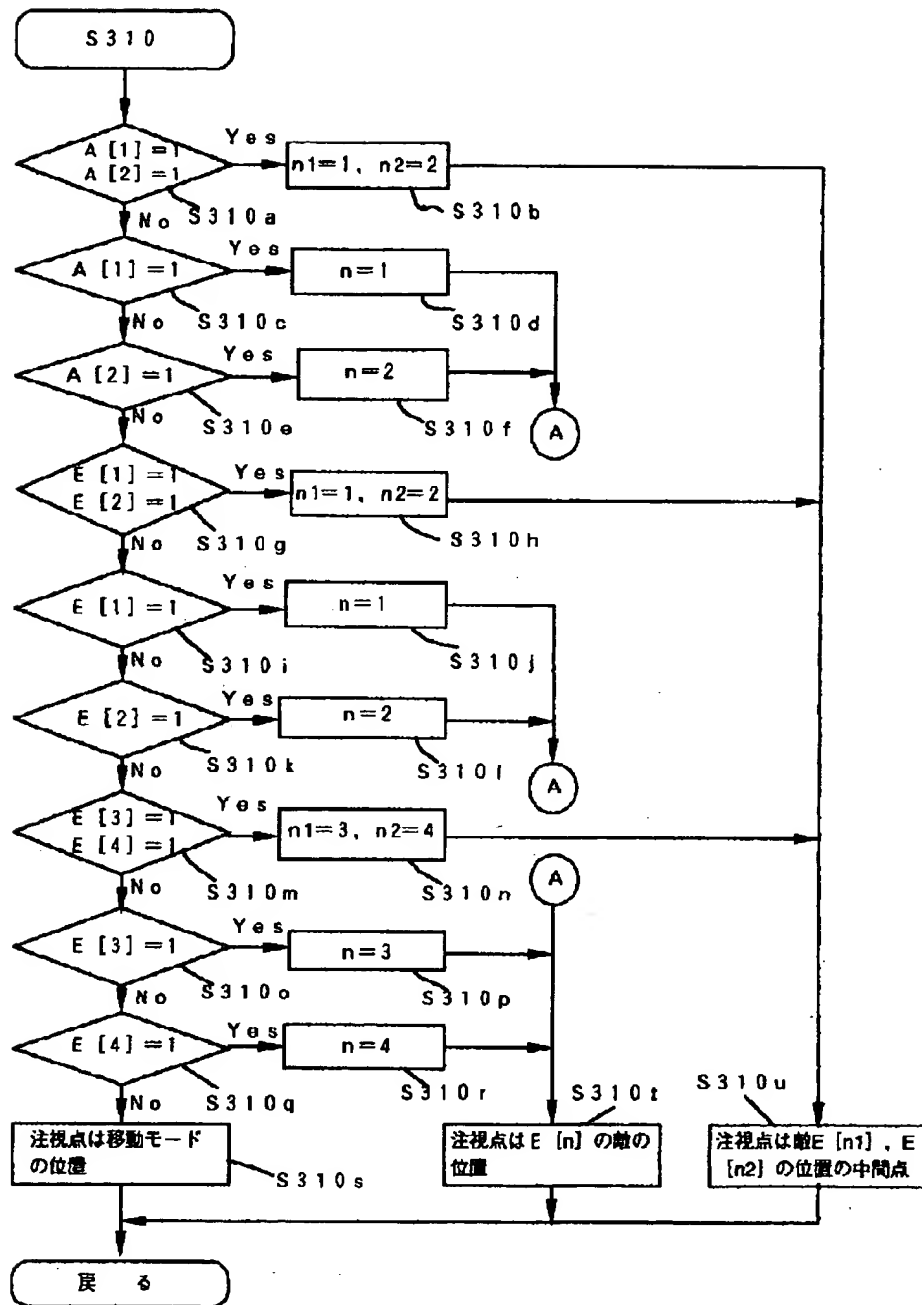 S310
A[1]=1
A[2]=1
Yes
n1=1, n2=2
S310a
S310b
No
A[1]=1
Yes
n=1
S310c
S310d
No
A[2]=1
Yes
n=2
S310e
S310f
A
No
E[1]=1
E[2]=1
Yes
n1=1, n2=2
S310g
S310h
No
E[1]=1
Yes
n=1
S310i
S310j
No
E[2]=1
Yes
n=2
S310k
S310l
A
No
E[3]=1
E[4]=1
Yes
n1=3, n2=4
S310m
S310n
A
No
E[3]=1
Yes
n=3
S310o
S310p
No
E[4]=1
Yes
n=4
S310q
S310r
No
S310t
S310u
注視点は移動モード
の位置
S310s
注視点はE[n]の敵の
位置
注視点は敵E[n1],E
[n2]の位置の中間点
戻る